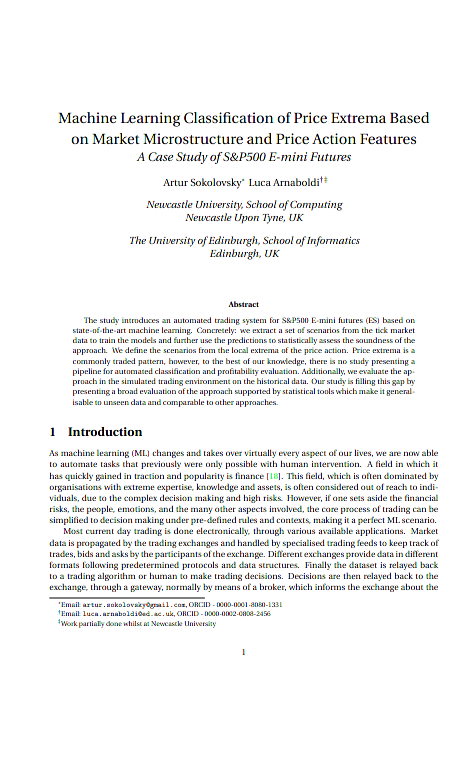 Machine Learning Classification of Price Extrema Based
on Market Microstructure and Price Action Features
A Case Study of S&P500 E-mini Futures
Artur Sokolovsky* Luca Arnaboldi†‡
Newcastle University, School of Computing
Newcastle Upon Tyne, UK
The University of Edinburgh, School of Informatics
Edinburgh, UK
Abstract
The study introduces an automated trading system for S&P500 E-mini futures (ES) based on
state-of-the-art machine learning. Concretely: we extract a set of scenarios from the tick market
data to train the models and further use the predictions to statistically assess the soundness of the
approach. We define the scenarios from the local extrema of the price action. Price extrema is a
commonly traded pattern, however, to the best of our knowledge, there is no study presenting a
pipeline for automated classification and profitability evaluation. Additionally, we evaluate the ap-
proach in the simulated trading environment on the historical data. Our study is filling this gap by
presenting a broad evaluation of the approach supported by statistical tools which make it general-
isable to unseen data and comparable to other approaches.
1 Introduction
As machine learning (ML) changes and takes over virtually every aspect of our lives, we are now able
to automate tasks that previously were only possible with human intervention. A field in which it
has quickly gained in traction and popularity is finance [18]. This field, which is often dominated by
organisations with extreme expertise, knowledge and assets, is often considered out of reach to indi-
viduals, due to the complex decision making and high risks. However, if one sets aside the financial
risks, the people, emotions, and the many other aspects involved, the core process of trading can be
simplified to decision making under pre-defined rules and contexts, making it a perfect ML scenario.
Most current day trading is done electronically, through various available applications. Market
data is propagated by the trading exchanges and handled by specialised trading feeds to keep track of
trades, bids and asks by the participants of the exchange. Different exchanges provide data in different
formats following predetermined protocols and data structures. Finally the dataset is relayed back
to a trading algorithm or human to make trading decisions. Decisions are then relayed back to the
exchange, through a gateway, normally by means of a broker, which informs the exchange about the
*Email: artur.sokolovsky@gmail.com, ORCID - 0000-0001-8080-1331
†Email: luca.arnaboldi@ed.ac.uk, ORCID - 0000-0002-0808-2456
‡Work partially done whilst at Newcastle University
1